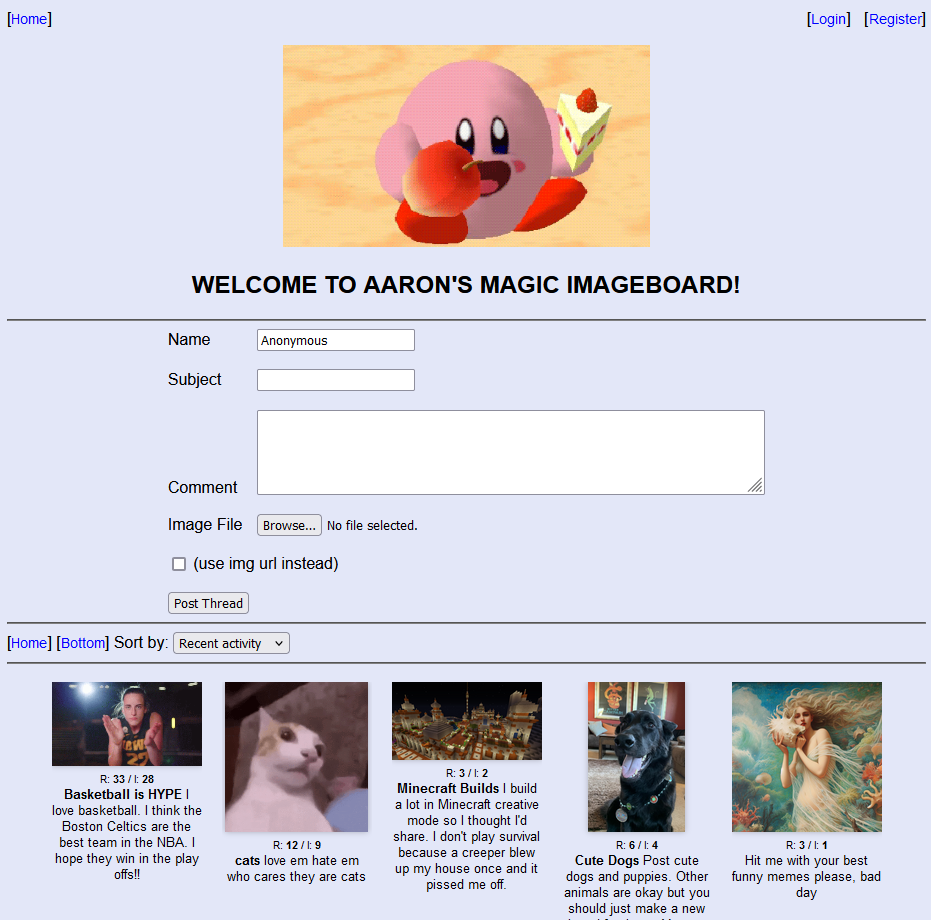 [Home]
[Login] [Register]
WELCOME TO AARON'S MAGIC IMAGEBOARD!
Name
Anonymous
Subject
Comment
Image File
Browse... No file selected.
(use img url instead)
Post Thread
[Home] [Bottom] Sort by: Recent activity
R: 33 / I: 28
Basketball is HYPE I
love basketball. I think the
Boston Celtics are the
best team in the NBA. I
hope they win in the play
offs!!
R: 12 / I: 9
cats love em hate em
who cares they are cats
R: 3 / I: 2
Minecraft Builds I build
a lot in Minecraft creative
mode so I thought I'd
share. I don't play survival
because a creeper blew
up my house once and it
pissed me off.
R: 6 / I: 4
Cute Dogs Post cute
dogs and puppies. Other
animals are okay but you
should just make a new
R: 3 / I: 1
Hit me with your best
funny memes please, bad
day